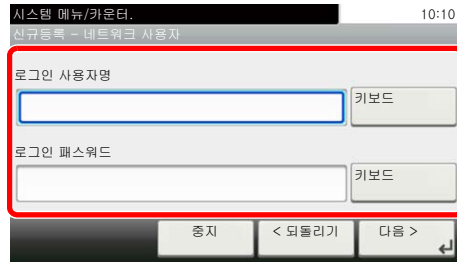 시스템 메뉴/카운터. 10:10
신규등록 - 네트워크 사용자
로그인 사용자명
키보드
로그인 패스워드
키보드
중지 < 되돌리기 다음 >